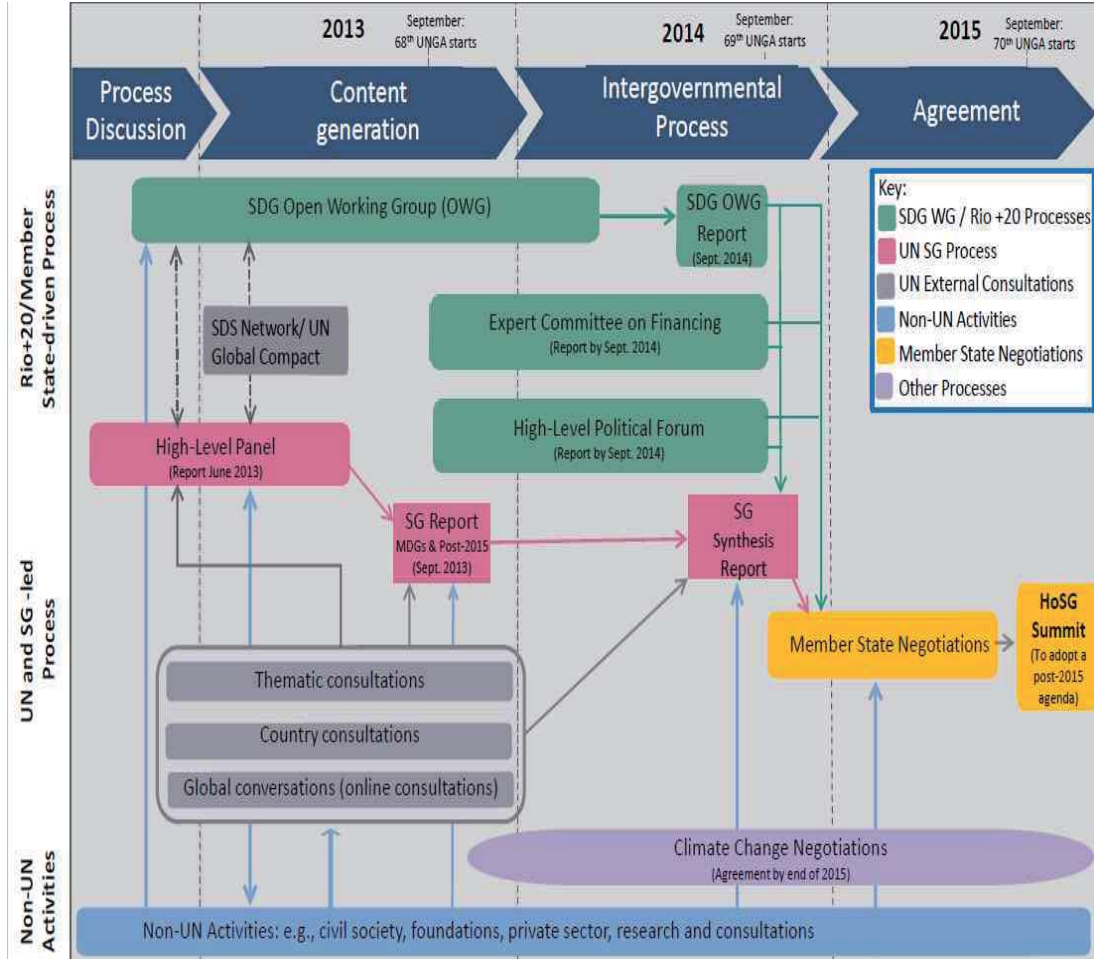 2013
September:
68th UNGA starts
2014
September:
69th UNGA starts
2015
September:
70th UNGA starts
Process
Discussion
Content
generation
Intergovernmental
Process
Agreement
Rio+20/Member
State-driven Process
SDG Open Working Group (OWG)
SDG OWG
Report
(Sept. 2014)
Key:
SDG WG / Rio +20 Processes
UN SG Process
UN External Consultations
Non-UN Activities
Member State Negotiations
Other Processes
SDS Network/ UN
Global Compact
Expert Committee on Financing
(Report by Sept. 2014)
High-Level Political Forum
(Report by Sept. 2014)
High-Level Panel
(Report June 2013)
UN and SG -led
Process
SG Report
MDGs & Post-2015
(Sept. 2013)
SG
Synthesis
Report
Member State Negotiations
HoSG
Summit
(To adopt a
post-2015
agenda)
Thematic consultations
Country consultations
Global conversations (online consultations)
Non-UN
Activities
Climate Change Negotiations
(Agreement by end of 2015)
Non-UN Activities: e.g., civil society, foundations, private sector, research and consultations